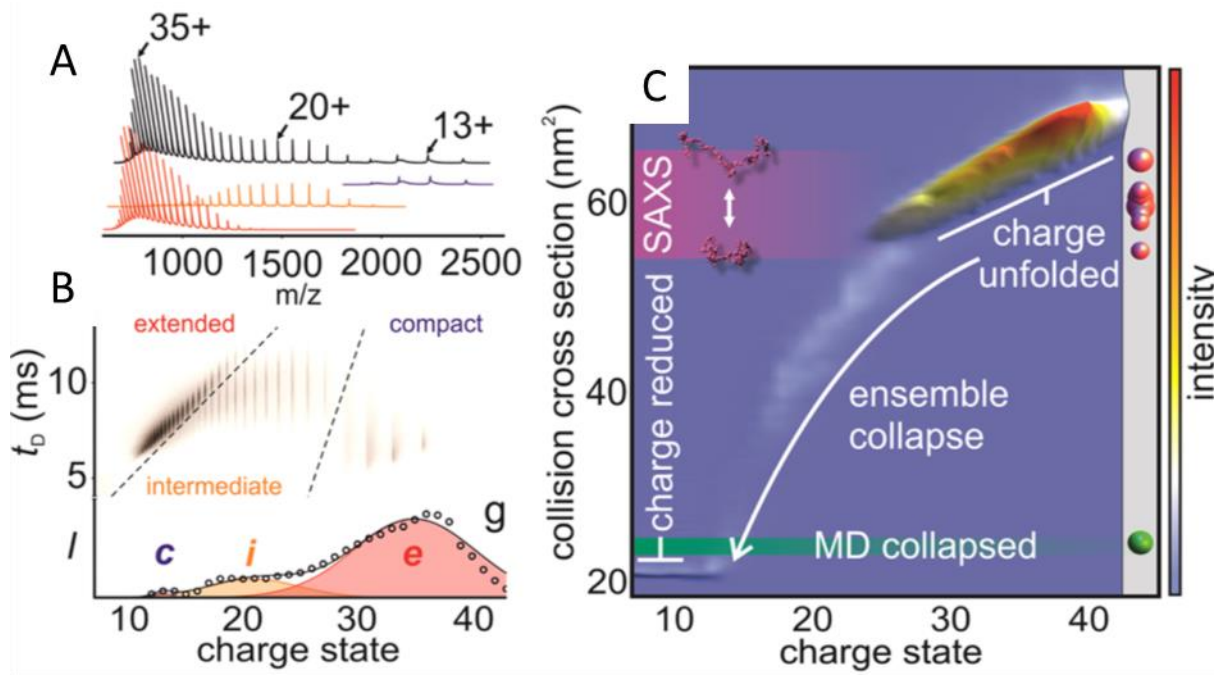 A
35+
20+
13+
1000 1500 2000 2500
m/z
B
extended
compact
10
5
t_D (ms)
intermediate
I
c
i
e
g
10 20 30 40
charge state
C
collision cross section (nm²)
60
40
20
SAXS
charge reduced
charge
unfolded
ensemble
collapse
MD collapsed
10 20 30 40
charge state
intensity